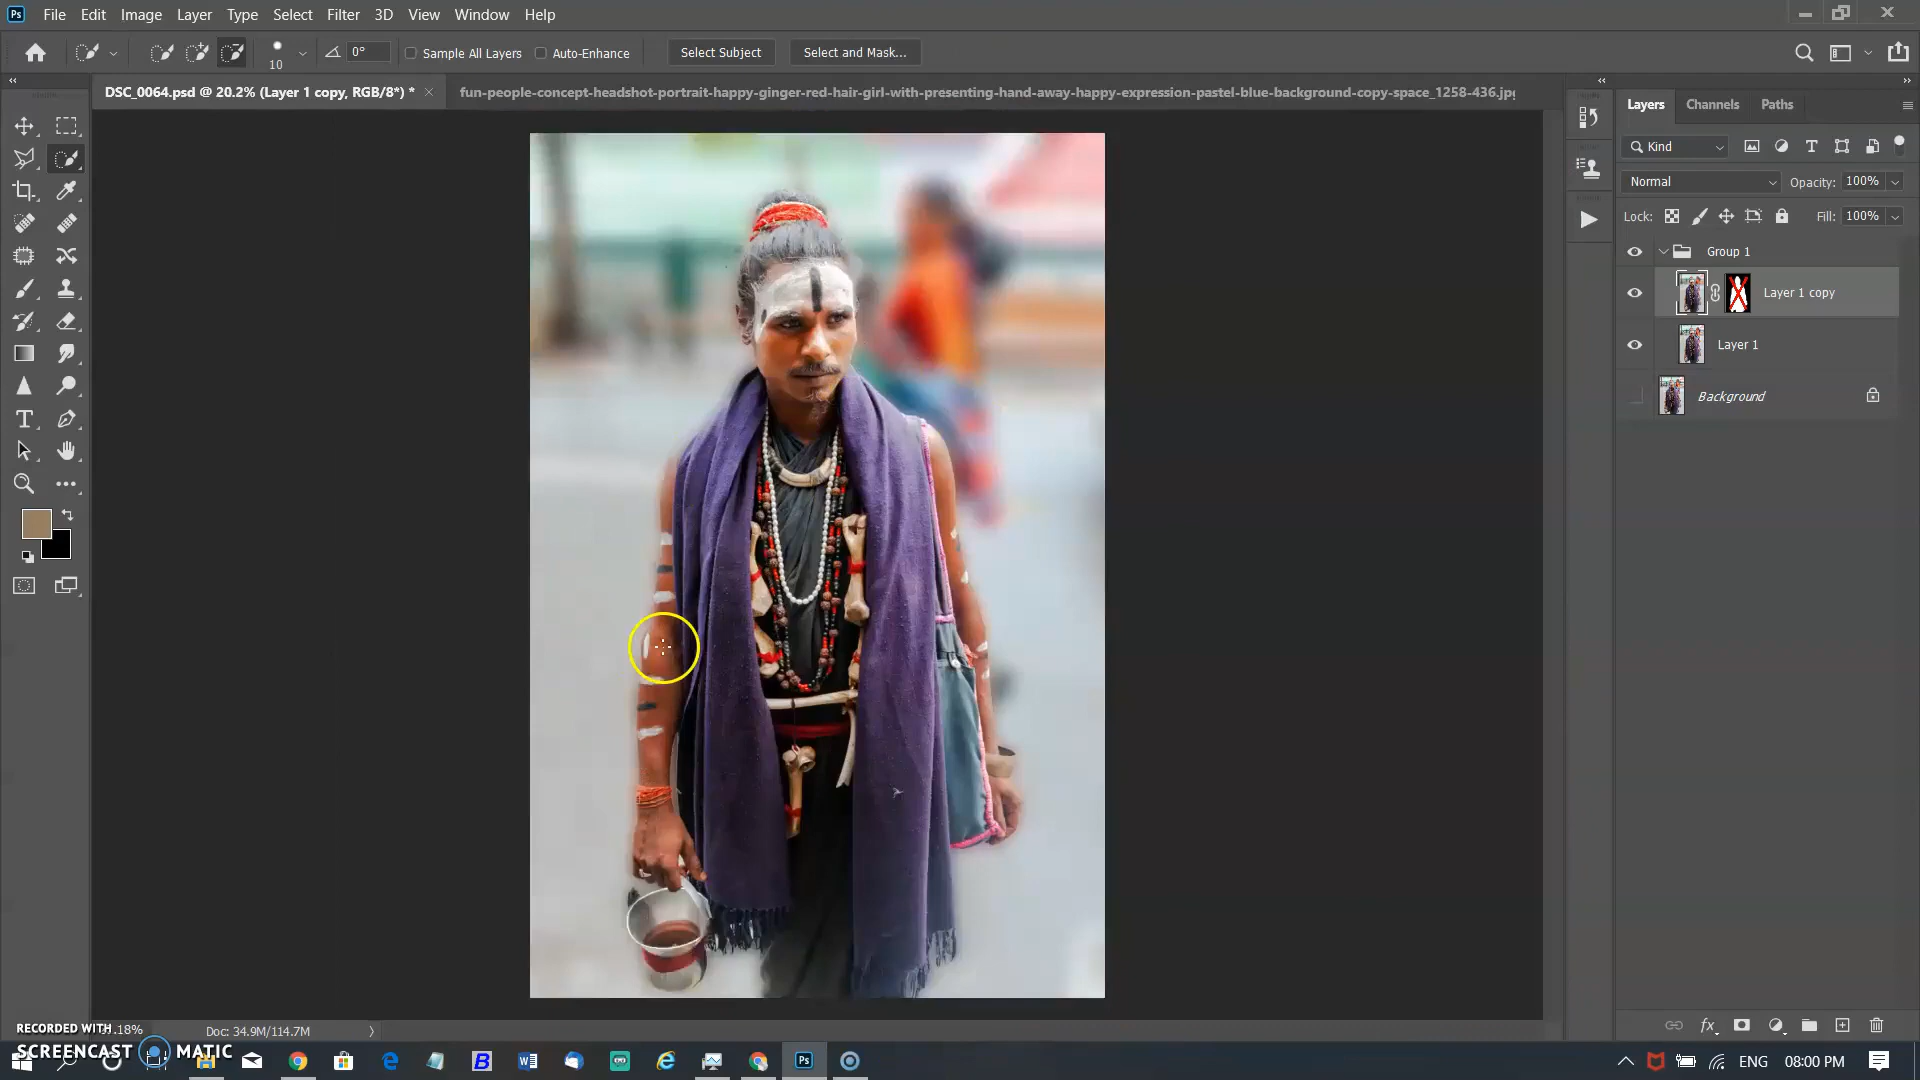 Ps File Edit Image Layer Type Select Filter 3D View Window Help
10 0° Sample All Layers Auto-Enhance Select Subject Select and Mask...
DSC_0064.psd @ 20.2% (Layer 1 copy, RGB/8*) * fun-people-concept-headshot-portrait-happy-ginger-red-hair-girl-with-presenting-hand-away-happy-expression-pastel-blue-background-copy-space_1258-436.jpg
Layers Channels Paths
Kind
Normal Opacity: 100%
Lock: Fill: 100%
Group 1
Layer 1 copy
Layer 1
Background
Doc: 34.9M/114.7M
RECORDED WITH
SCREENCAST MATIC
ENG 08:00 PM